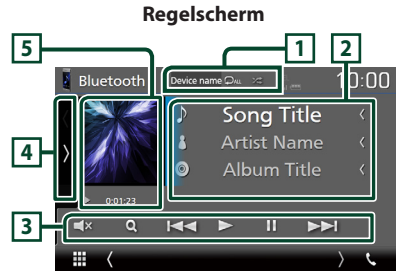 Regelscherm
5
1
2
Bluetooth
Device name
ALL
10:00
Song Title
Artist Name
Album Title
4
0:01:23
3